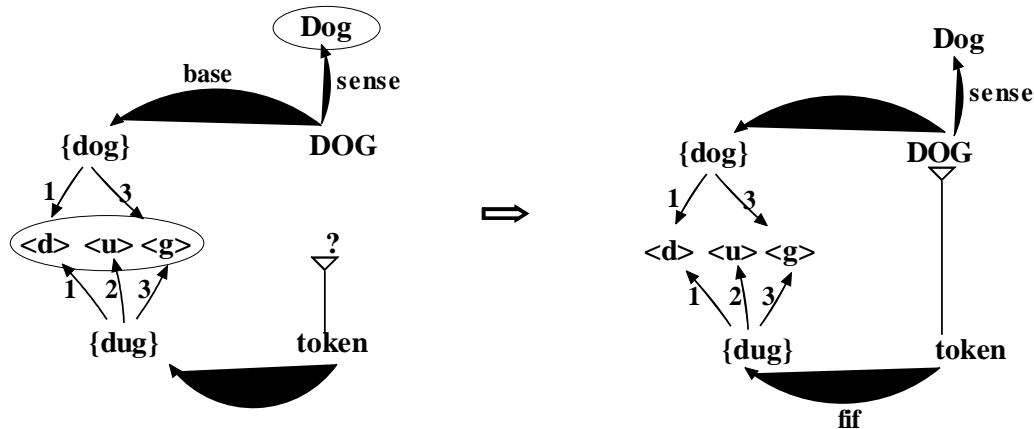 Dog
base
sense
{dog}
DOG
1
3
<d> <u> <g>
?
1
2
3
{dug}
token
Dog
sense
{dog}
DOG
1
3
<d> <u> <g>
1
2
3
{dug}
token
fif